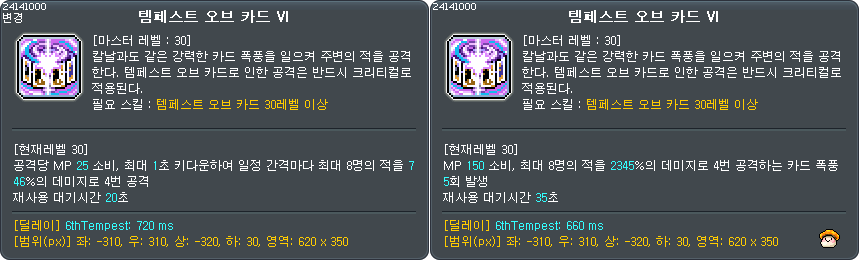 24141000
변경
템페스트 오브 카드 VI
[마스터 레벨 : 30]
칼날과도 같은 강력한 카드 폭풍을 일으켜 주변의 적을 공격
한다. 템페스트 오브 카드로 인한 공격은 반드시 크리티컬로
적용된다.
필요 스킬 : 템페스트 오브 카드 30레벨 이상
[현재레벨 30]
공격당 MP 25 소비, 최대 1초 키다운하여 일정 간격마다 최대 8명의 적을 7
46%의 데미지로 4번 공격
재사용 대기시간 20초
[딜레이] 6thTempest: 720 ms
[범위(px)] 좌: -310, 우: 310, 상: -320, 하: 30, 영역: 620 x 350
24141000
템페스트 오브 카드 VI
[마스터 레벨 : 30]
칼날과도 같은 강력한 카드 폭풍을 일으켜 주변의 적을 공격
한다. 템페스트 오브 카드로 인한 공격은 반드시 크리티컬로
적용된다.
필요 스킬 : 템페스트 오브 카드 30레벨 이상
[현재레벨 30]
MP 150 소비, 최대 8명의 적을 2345%의 데미지로 4번 공격하는 카드 폭풍
5회 발생
재사용 대기시간 35초
[딜레이] 6thTempest: 660 ms
[범위(px)] 좌: -310, 우: 310, 상: -320, 하: 30, 영역: 620 x 350